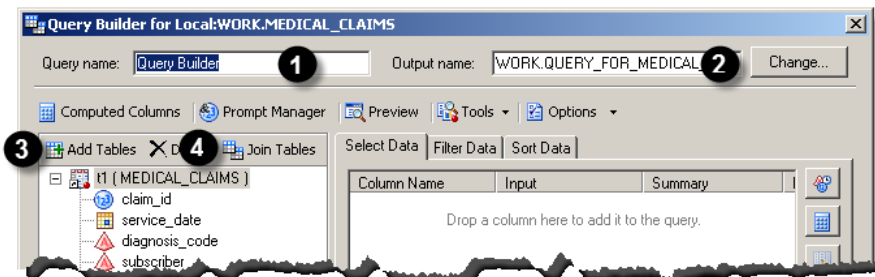 Query Builder for Local:WORK.MEDICAL_CLAIMS
Query name: Query Builder 1 Output name: WORK.QUERY_FOR_MEDICAL_ 2 Change...
Computed Columns Prompt Manager Preview Tools Options
3 Add Tables D 4 Join Tables Select Data Filter Data Sort Data
t1 (MEDICAL_CLAIMS) Column Name Input Summary
claim_id
service_date Drop a column here to add it to the query.
diagnosis_code
subscriber